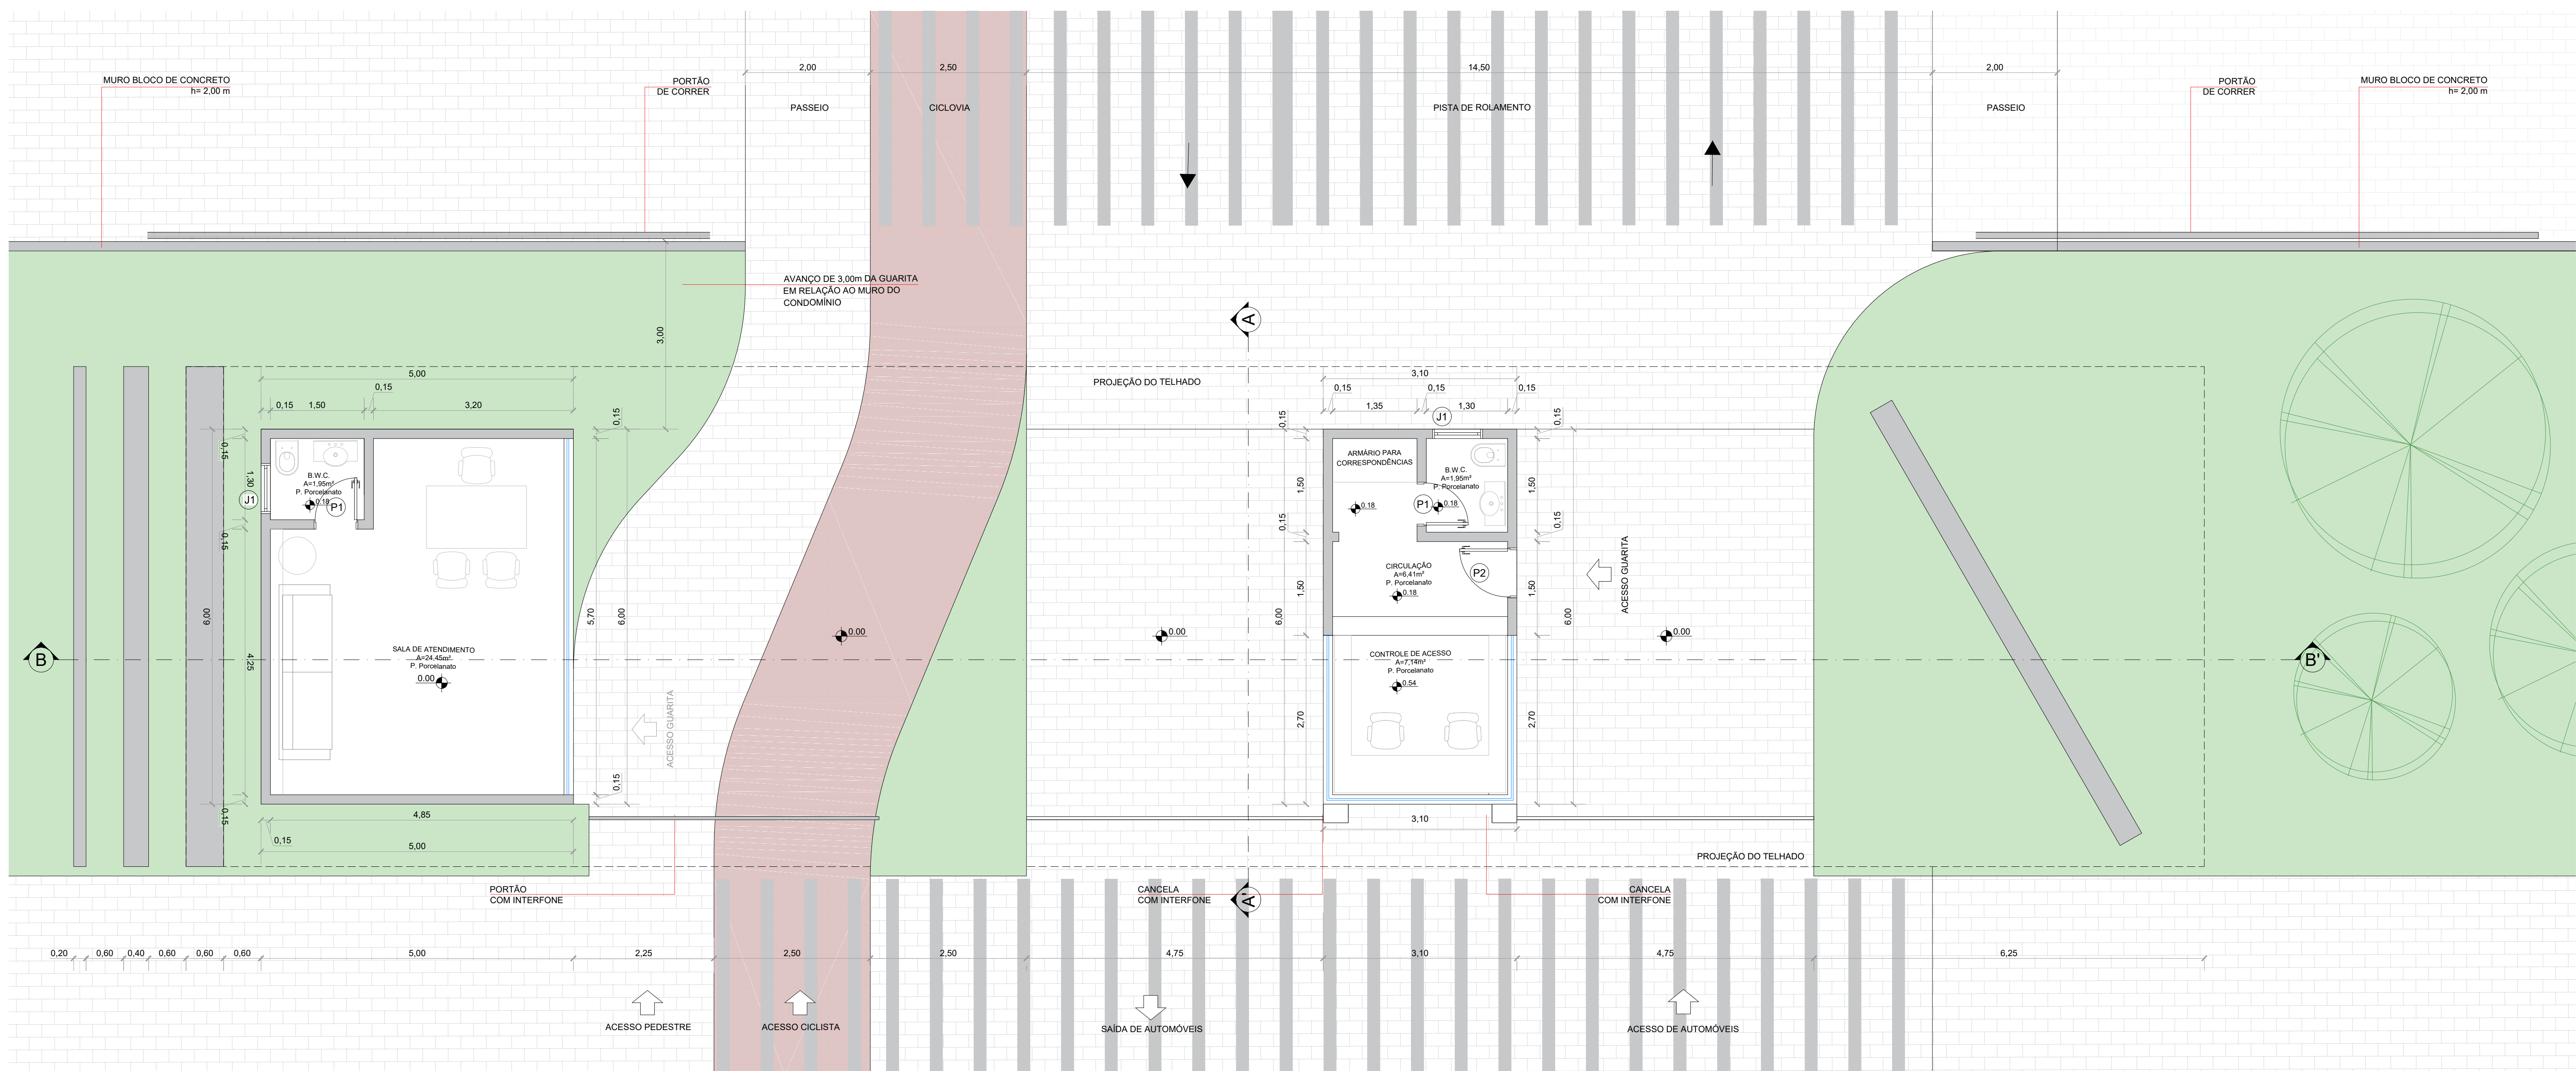 2,00
2,50
14,50
2,00
MURO BLOCO DE CONCRETO
h= 2,00 m
PORTÃO
DE CORRER
PASSEIO
CICLOVIA
PISTA DE ROLAMENTO
PASSEIO
PORTÃO
DE CORRER
MURO BLOCO DE CONCRETO
h= 2,00 m
AVANÇO DE 3,00m DA GUARITA
EM RELAÇÃO AO MURO DO
CONDOMÍNIO
3,00
A
PROJEÇÃO DO TELHADO
5,00
0,15
0,15
1,50
3,20
0,15
0,15
1,30
0,15
4,25
0,15
6,00
J1
B.W.C.
A=1,95m²
P. Porcelanato
0.18
P1
SALA DE ATENDIMENTO
A=24,45m²
P. Porcelanato
0.00
5,70
6,00
0,15
ACESSO GUARITA
4,85
0,15
5,00
B
0.00
0.00
3,10
0,15
0,15
0,15
1,35
1,30
J1
0,15
1,50
0,15
1,50
6,00
2,70
ARMÁRIO PARA
CORRESPONDÊNCIAS
0.18
B.W.C.
A=1,95m²
P. Porcelanato
0.18
P1
CIRCULAÇÃO
A=6,41m²
P. Porcelanato
0.18
P2
CONTROLE DE ACESSO
A=7,14m²
P. Porcelanato
0.54
0,15
1,50
0,15
1,50
6,00
2,70
ACESSO GUARITA
0.00
B'
3,10
PROJEÇÃO DO TELHADO
PORTÃO
COM INTERFONE
CANCELA
COM INTERFONE
A'
CANCELA
COM INTERFONE
0,20
0,60
0,40
0,60
0,60
0,60
5,00
2,25
2,50
2,50
4,75
3,10
4,75
6,25
ACESSO PEDESTRE
ACESSO CICLISTA
SAÍDA DE AUTOMÓVEIS
ACESSO DE AUTOMÓVEIS